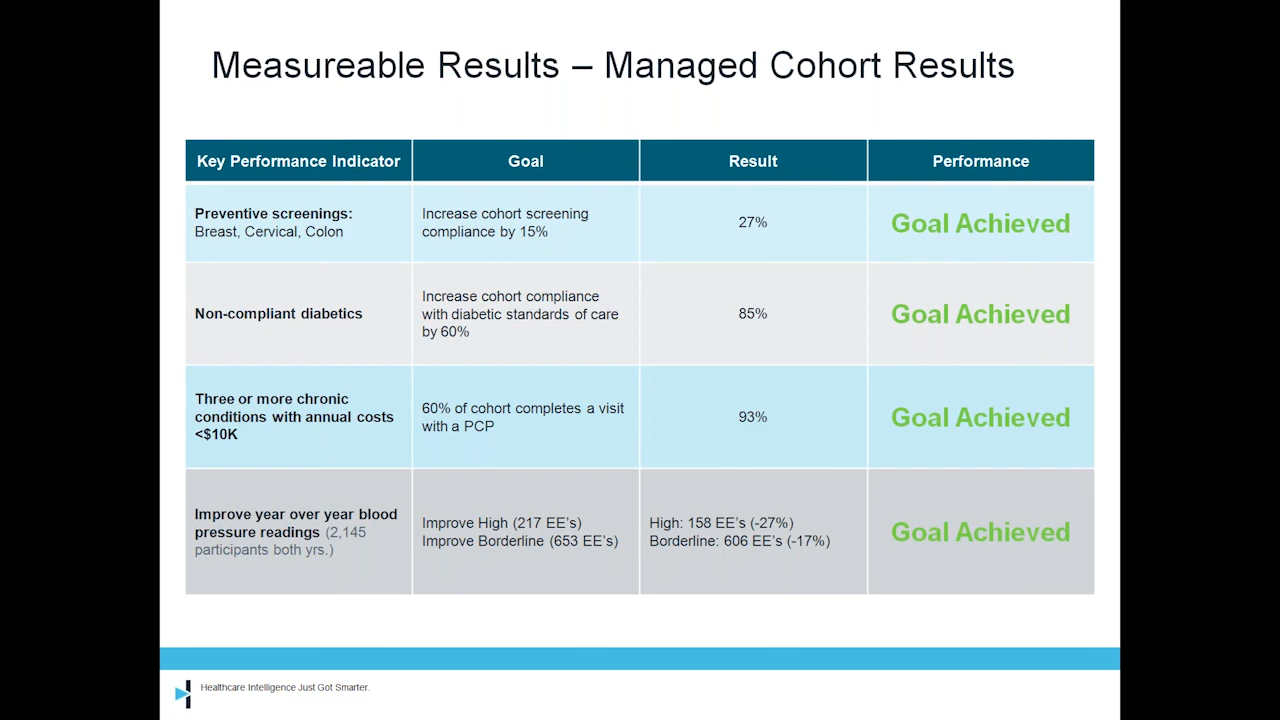 Measureable Results – Managed Cohort Results
Key Performance Indicator
Goal
Result
Performance
Preventive screenings:
Breast, Cervical, Colon
Increase cohort screening
compliance by 15%
27%
Goal Achieved
Non-compliant diabetics
Increase cohort compliance
with diabetic standards of care
by 60%
85%
Goal Achieved
Three or more chronic
conditions with annual costs
<$10K
60% of cohort completes a visit
with a PCP
93%
Goal Achieved
Improve year over year blood
pressure readings (2,145
participants both yrs.)
Improve High (217 EE's)
Improve Borderline (653 EE's)
High: 158 EE's (-27%)
Borderline: 606 EE's (-17%)
Goal Achieved
Healthcare Intelligence Just Got Smarter.